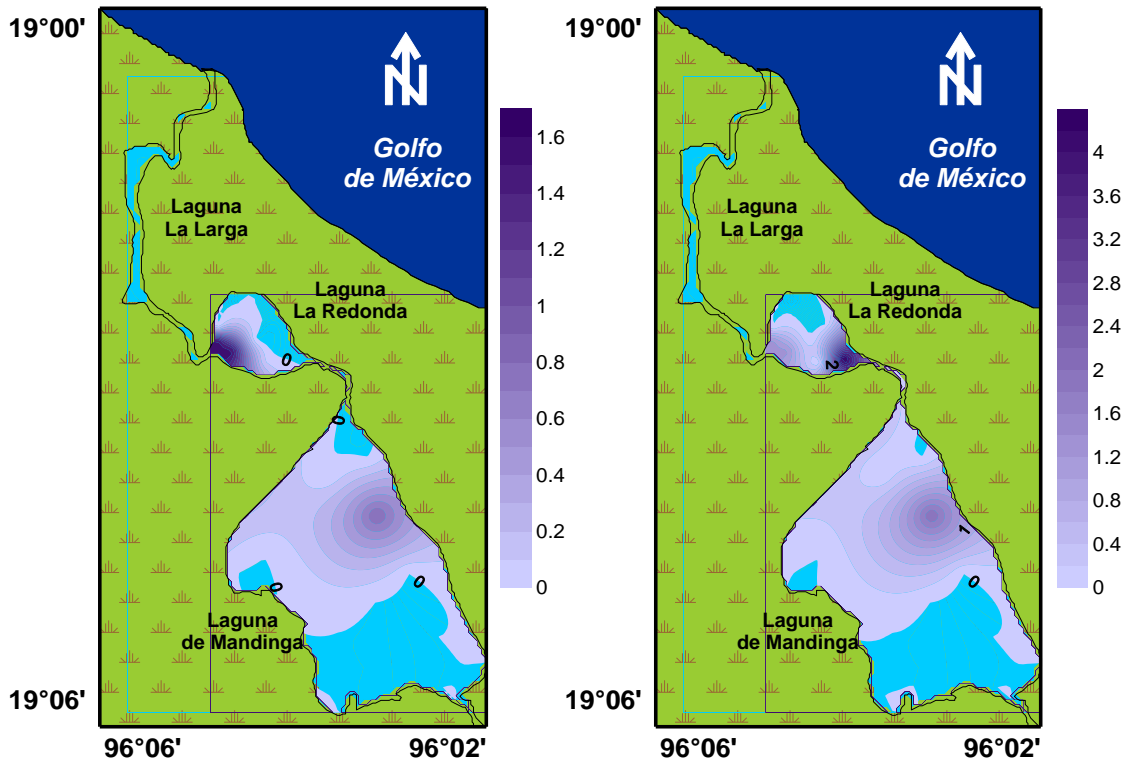 19°00'
N
Golfo
de México
Laguna
La Larga
Laguna
La Redonda
0
0
0
0
Laguna
de Mandinga
19°06'
96°06'
96°02'
1.6
1.4
1.2
1
0.8
0.6
0.4
0.2
0
19°00'
N
Golfo
de México
Laguna
La Larga
Laguna
La Redonda
2
1
0
Laguna
de Mandinga
19°06'
96°06'
96°02'
4
3.6
3.2
2.8
2.4
2
1.6
1.2
0.8
0.4
0